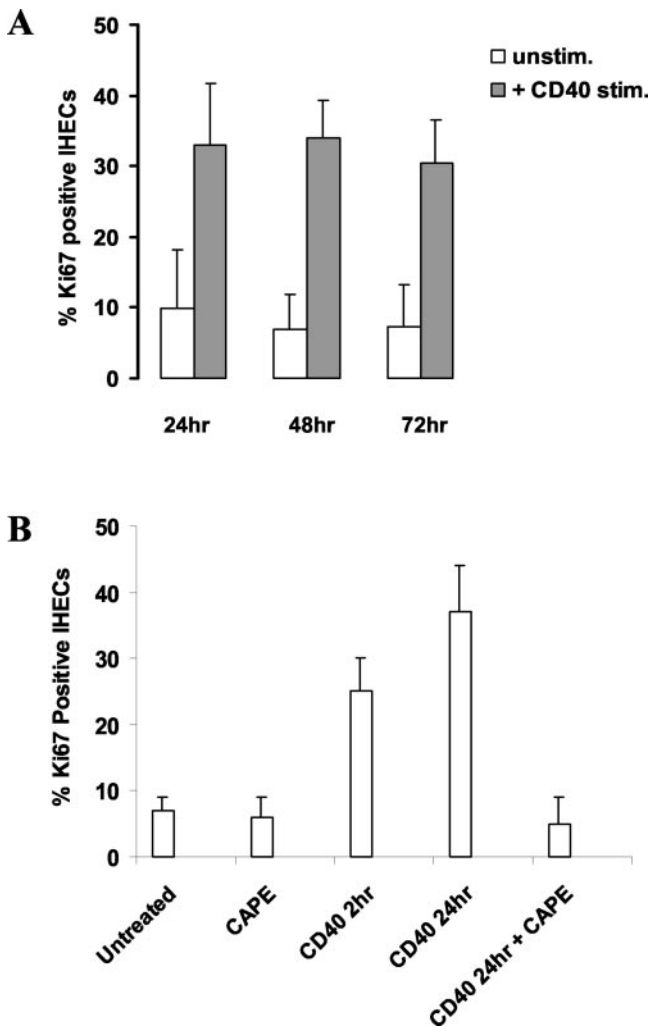 A
% Ki67 positive IHECs
50
40
30
20
10
0
24hr 48hr 72hr
unstim.
+ CD40 stim.
B
% Ki67 Positive IHECs
50
40
30
20
10
0
Untreated
CAPE
CD40 2hr
CD40 24hr
CD40 24hr + CAPE